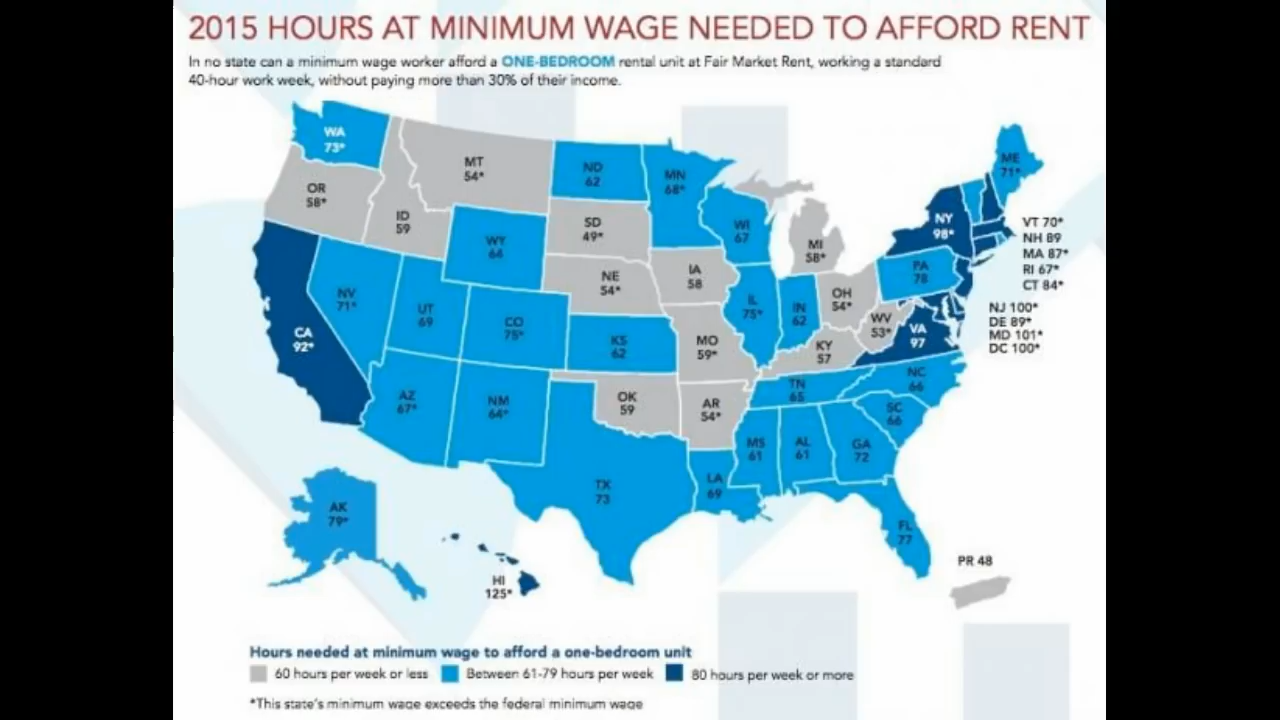 2015 HOURS AT MINIMUM WAGE NEEDED TO AFFORD RENT
In no state can a minimum wage worker afford a ONE-BEDROOM rental unit at Fair Market Rent, working a standard
40-hour work week, without paying more than 30% of their income.
WA
73*
OR
58*
ID
59
MT
54*
ND
62
MN
68*
SD
49*
WY
64
NE
54*
IA
58
WI
67
MI
58*
NY
98*
ME
71*
VT 70*
NH 89
MA 87*
RI 67*
CT 84*
NJ 100*
DE 89*
MD 101*
DC 100*
CA
92*
NV
71*
UT
69
CO
75*
KS
62
MO
59*
IL
75*
IN
62
OH
54*
PA
78
WV
53*
VA
97
KY
57
AZ
67*
NM
64*
OK
59
AR
54*
TN
65
NC
66
SC
66
MS
61
AL
61
GA
72
TX
73
LA
69
FL
77
AK
79*
HI
125*
PR 48
Hours needed at minimum wage to afford a one-bedroom unit
60 hours per week or less
Between 61-79 hours per week
80 hours per week or more
*This state's minimum wage exceeds the federal minimum wage